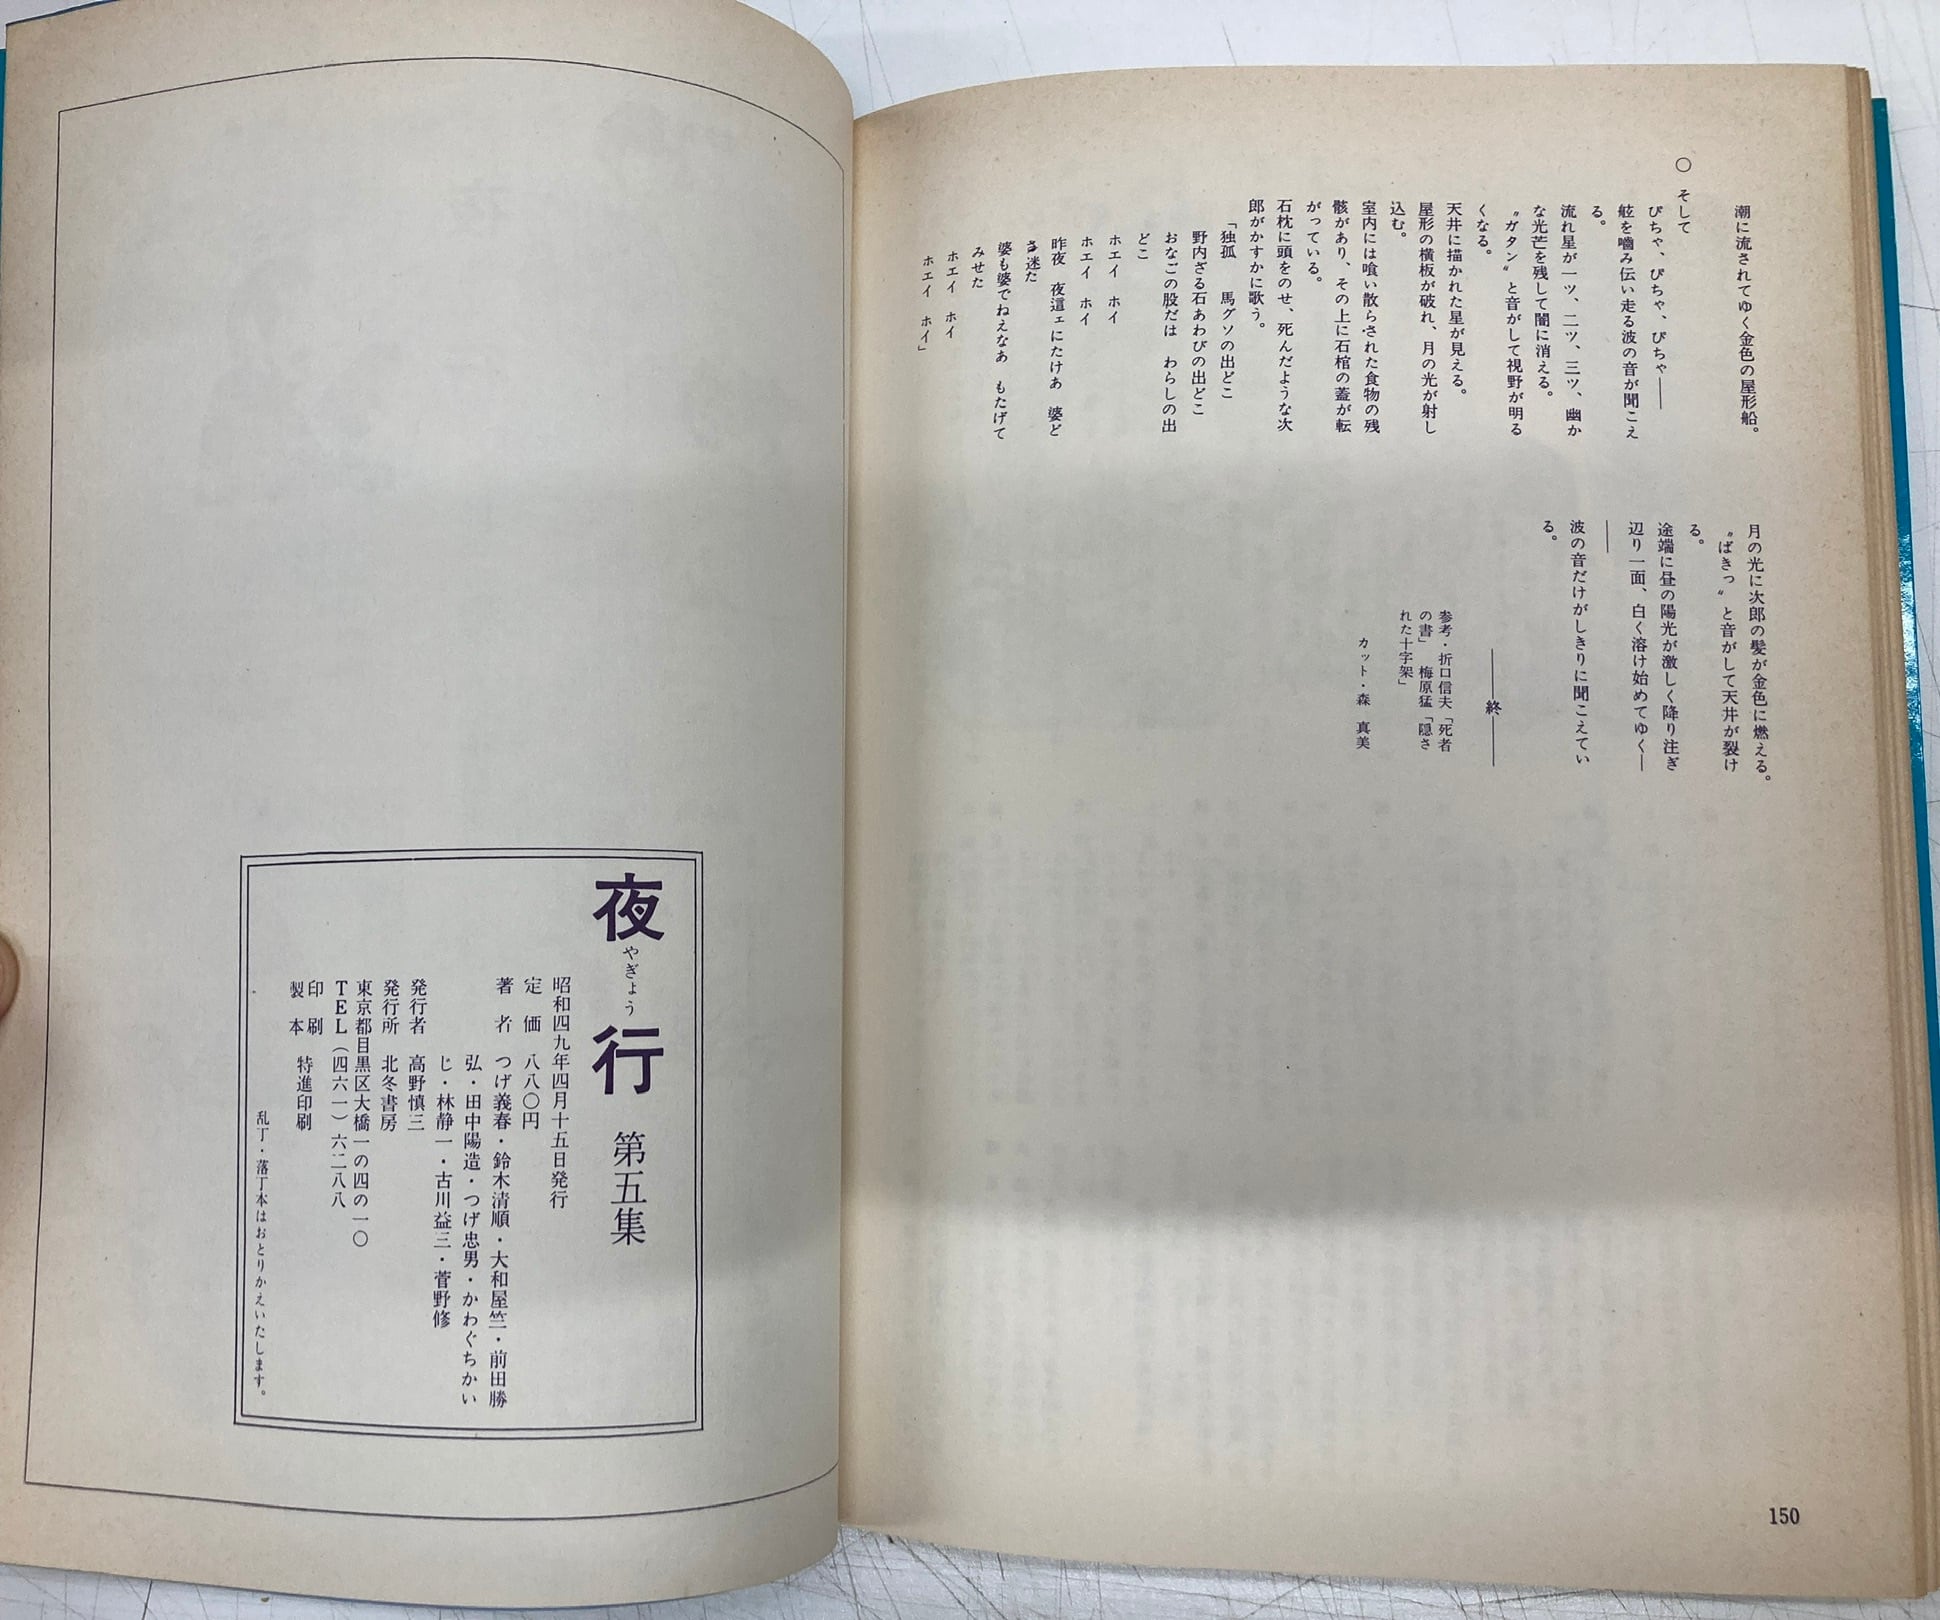 潮に流されてゆく金色の屋形船。
○ そして
ぴちゃ、ぴちゃ、ぴちゃ――
舷を嚙み伝い走る波の音が聞こえ
る。
流れ星が一ツ、二ツ、三ツ、幽か
な光芒を残して闇に消える。
〝ガタン〟と音がして視野が明る
くなる。
天井に描かれた星が見える。
屋形の横板が破れ、月の光が射し
込む。
室内には喰い散らされた食物の残
骸があり、その上に石棺の蓋が転
がっている。
石枕に頭をのせ、死んだような次
郎がかすかに歌う。
「独孤 馬グソの出どこ
野内ざる石あわびの出どこ
おなごの股だは わらしの出
どこ
ホエイ ホイ
ホエイ ホイ
昨夜 夜這ェにたけあ 婆ど
さ迷た
婆も婆でねえなあ もたげて
みせた
ホエイ ホイ
ホエイ ホイ」
月の光に次郎の髪が金色に燃える。
〝ばきっ〟と音がして天井が裂け
る。
途端に昼の陽光が激しく降り注ぎ
辺り一面、白く溶け始めてゆく―
―
波の音だけがしきりに聞こえてい
る。
――終――
参考・折口信夫「死者
の書」 梅原猛「隠さ
れた十字架」
カット・森 真美
150
夜行 第五集
やぎょう
昭和四九年四月十五日発行
定価 八八〇円
著者 つげ義春・鈴木清順・大和屋竺・前田勝
弘・田中陽造・つげ忠男・かわぐちかい
じ・林静一・古川益三・菅野修
発行者 高野慎三
発行所 北冬書房
東京都目黒区大橋一の四の一〇
TEL(四六一)六二八八
印刷
製本 特進印刷
乱丁・落丁本はおとりかえいたします。